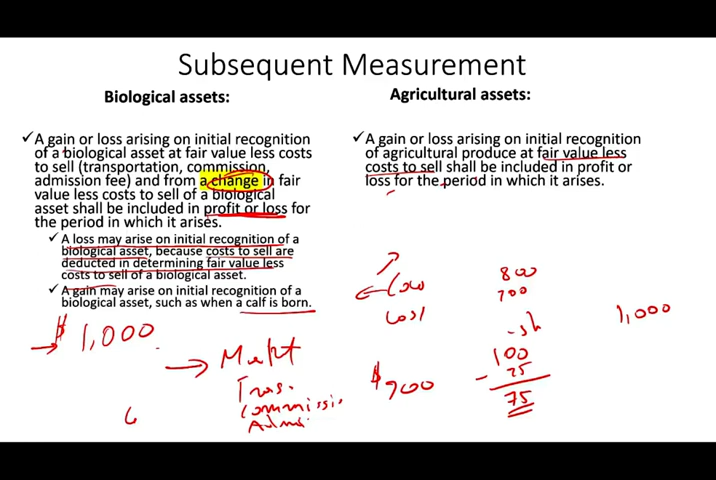 Subsequent Measurement
Biological assets:
✓A gain or loss arising on initial recognition
of a biological asset at fair value less costs
to sell (transportation, commission,
admission fee) and from a change in fair
value less costs to sell of a biological
asset shall be included in profit or loss for
the period in which it arises.
✓ A loss may arise on initial recognition of a
biological asset, because costs to sell are
deducted in determining fair value less
costs to sell of a biological asset.
✓ A gain may arise on initial recognition of a
biological asset, such as when a calf is born.
Agricultural assets:
✓A gain or loss arising on initial recognition
of agricultural produce at fair value less
costs to sell shall be included in profit or
loss for the period in which it arises.
$ 1,000
→ Mekt
Tras.
Commissio
Admi
Cow
Cost
$900
800
700
100
- 25
75
1,000